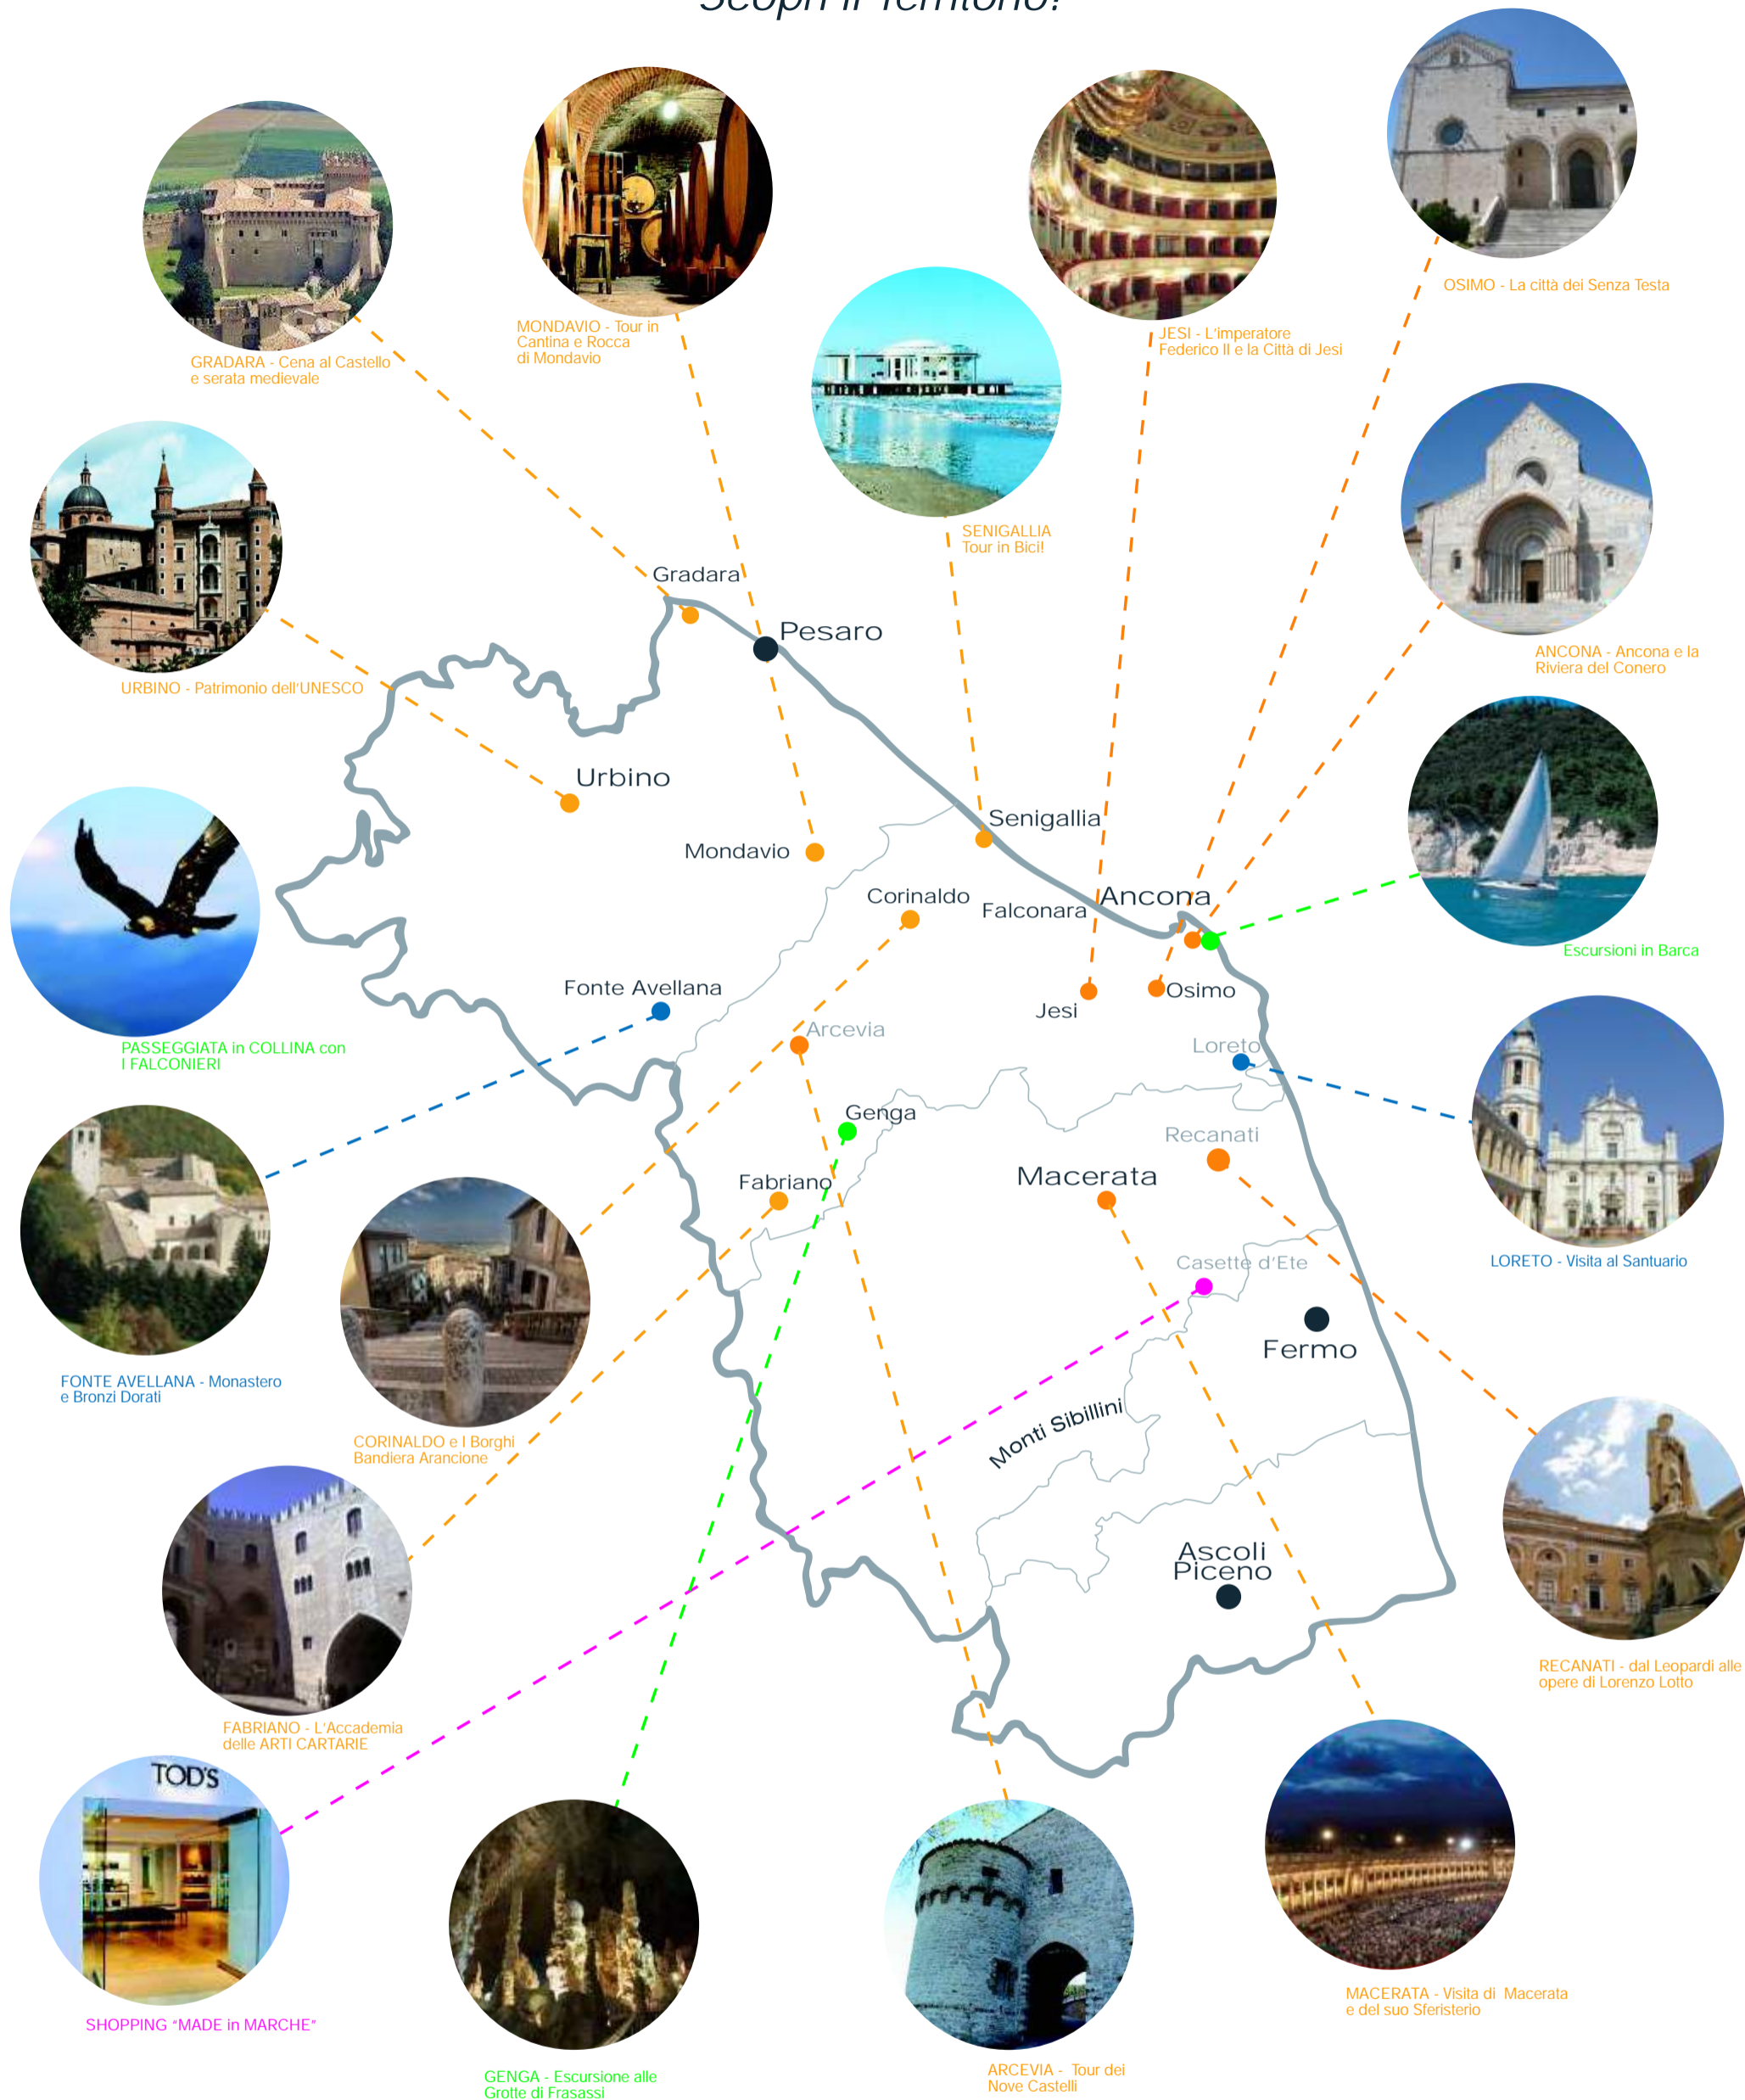 Scopri il Territorio!
OSIMO - La città dei Senza Testa
MONDAVIO - Tour in
Cantina e Rocca
di Mondavio
JESI - L'imperatore
Federico II e la Città di Jesi
GRADARA - Cena al Castello
e serata medievale
SENIGALLIA
Tour in Bici!
Gradara
Pesaro
ANCONA - Ancona e la
Riviera del Conero
URBINO - Patrimonio dell'UNESCO
Urbino
Senigallia
Mondavio
Corinaldo
Ancona
Falconara
Escursioni in Barca
Fonte Avellana
Osimo
Jesi
Arcevia
Loreto
PASSEGGIATA in COLLINA con
I FALCONIERI
Genga
Recanati
Macerata
Fabriano
Casette d'Ete
LORETO - Visita al Santuario
Fermo
FONTE AVELLANA - Monastero
e Bronzi Dorati
Monti Sibillini
CORINALDO e I Borghi
Bandiera Arancione
Ascoli
Piceno
RECANATI - dal Leopardi alle
opere di Lorenzo Lotto
FABRIANO - L'Accademia
delle ARTI CARTARIE
TOD'S
MACERATA - Visita di  Macerata
e del suo Sferisterio
SHOPPING "MADE in MARCHE"
GENGA - Escursione alle
Grotte di Frasassi
ARCEVIA -  Tour dei
Nove Castelli